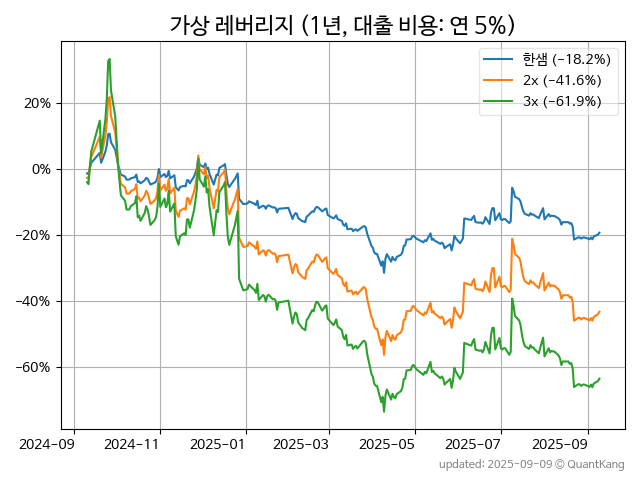 가상 레버리지 (1년, 대출 비용: 연 5%)
한샘 (−18.2%)
2x (−41.6%)
3x (−61.9%)
20%
0%
−20%
−40%
−60%
2024-09 2024-11 2025-01 2025-03 2025-05 2025-07 2025-09
updated: 2025-09-09 © QuantKang